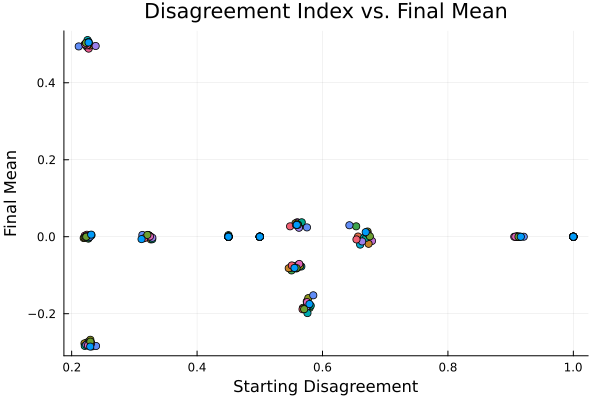 Disagreement Index vs. Final Mean
Final Mean
0.4
0.2
0.0
−0.2
0.2 0.4 0.6 0.8 1.0
Starting Disagreement